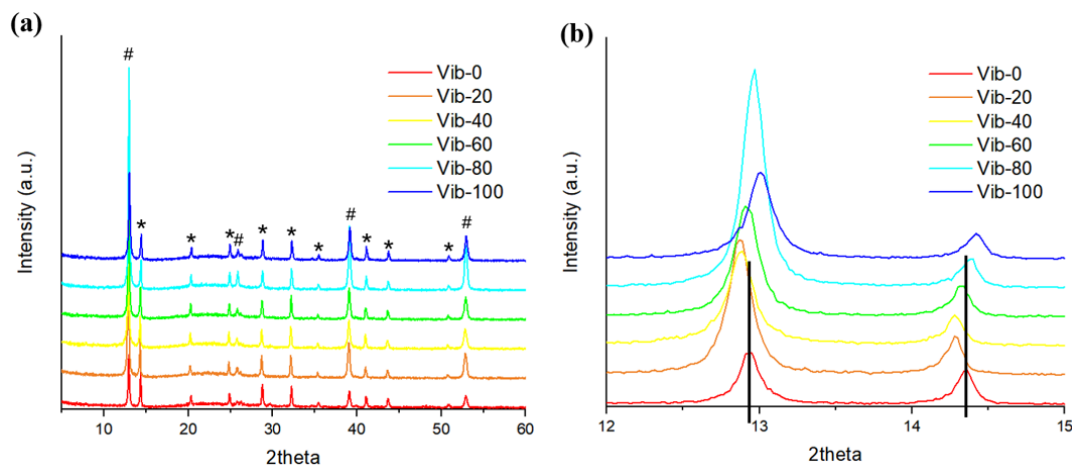 (a)
Intensity (a.u.)
#
*
*
*
#
*
*
*
#
*
*
*
#
Vib-0
Vib-20
Vib-40
Vib-60
Vib-80
Vib-100
0
10
20
30
40
50
60
2theta
(b)
Intensity (a.u.)
Vib-0
Vib-20
Vib-40
Vib-60
Vib-80
Vib-100
12
13
14
15
2theta